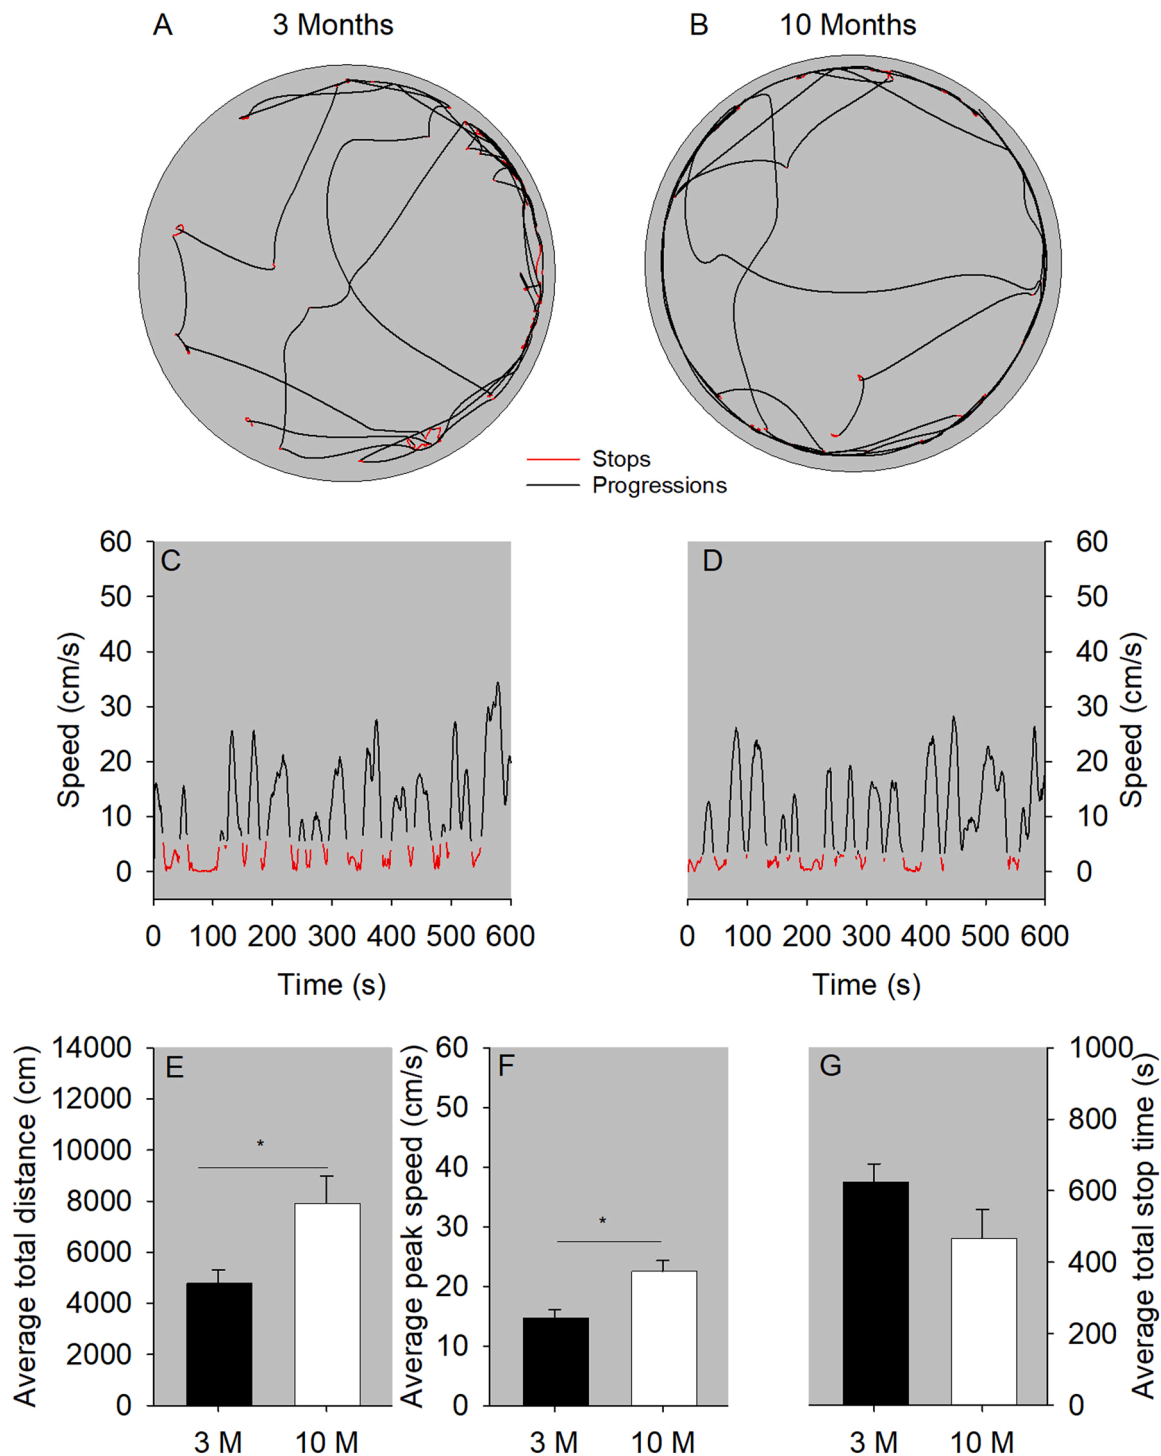 A 3 Months
B 10 Months
Stops
Progressions
C
60
50
40
30
20
10
0
Speed (cm/s)
0 100 200 300 400 500 600
Time (s)
D
60
50
40
30
20
10
0
Speed (cm/s)
0 100 200 300 400 500 600
Time (s)
E
14000
12000
10000
8000
6000
4000
2000
0
Average total distance (cm)
*
3 M 10 M
F
60
50
40
30
20
10
0
Average peak speed (cm/s)
*
3 M 10 M
G
1000
800
600
400
200
0
Average total stop time (s)
3 M 10 M